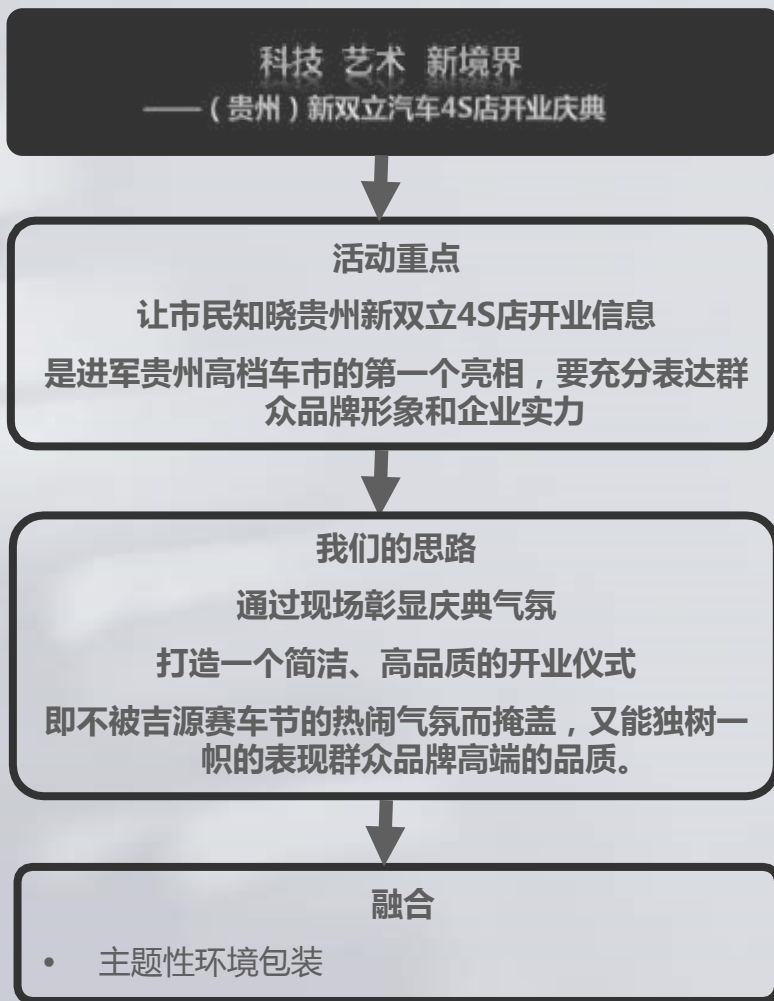 科技 艺术 新境界
——（贵州）新双立汽车4S店开业庆典
活动重点
让市民知晓贵州新双立4S店开业信息
是进军贵州高档车市的第一个亮相，要充分表达群
众品牌形象和企业实力
我们的思路
通过现场彰显庆典气氛
打造一个简洁、高品质的开业仪式
即不被吉源赛车节的热闹气氛而掩盖，又能独树一
帜的表现群众品牌高端的品质。
融合
• 主题性环境包装